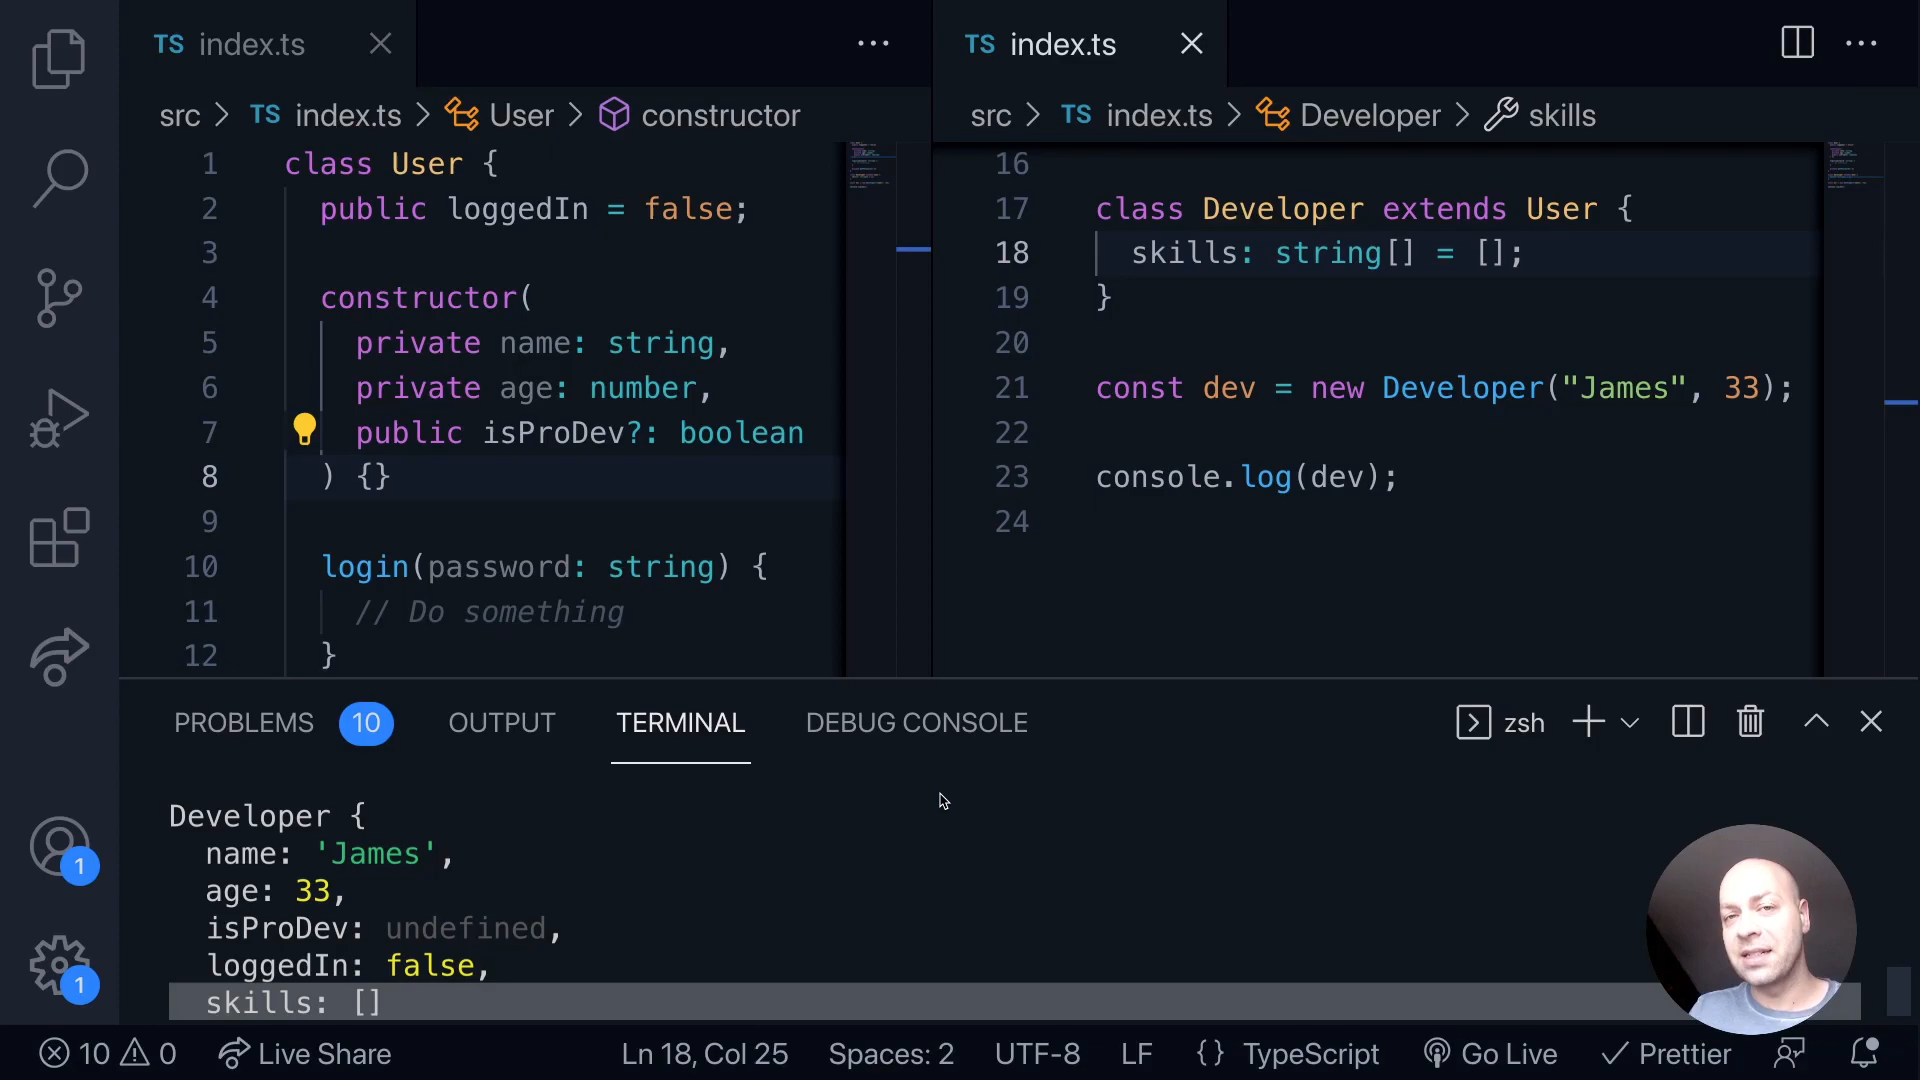 TS index.ts
src > TS index.ts > User > constructor
1 class User {
2 public loggedIn = false;
3
4 constructor(
5 private name: string,
6 private age: number,
7 public isProDev?: boolean
8 ) {}
9
10 login(password: string) {
11 // Do something
12 }
TS index.ts
src > TS index.ts > Developer > skills
16
17 class Developer extends User {
18 skills: string[] = [];
19 }
20
21 const dev = new Developer("James", 33);
22
23 console.log(dev);
24
PROBLEMS 10 OUTPUT TERMINAL DEBUG CONSOLE zsh
Developer {
name: 'James',
age: 33,
isProDev: undefined,
loggedIn: false,
skills: []
1
1
10 0 Live Share Ln 18, Col 25 Spaces: 2 UTF-8 LF {} TypeScript Go Live Prettier